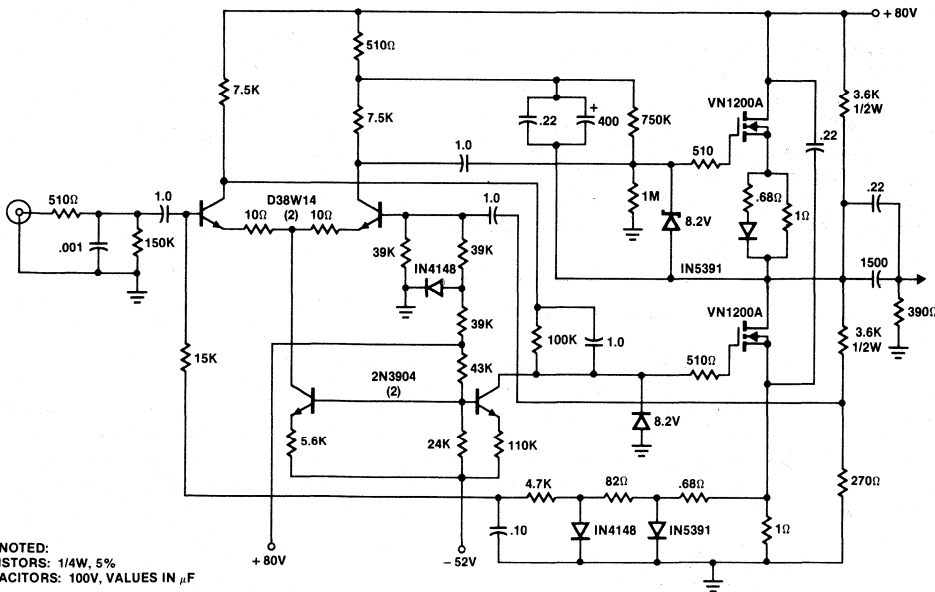 + 80V
510Ω
7.5K
7.5K
.22
+
400
750K
VN1200A
3.6K
1/2W
.22
1.0
510
510Ω
1.0
D38W14
(2)
10Ω
10Ω
1.0
1M
8.2V
.68Ω
1Ω
.22
.001
150K
39K
39K
IN4148
IN5391
1500
390Ω
39K
VN1200A
15K
100K
1.0
510Ω
3.6K
1/2W
43K
2N3904
(2)
8.2V
5.6K
24K
110K
4.7K
82Ω
.68Ω
270Ω
.10
IN4148
IN5391
1Ω
+ 80V
− 52V
NOTED:
ISTORS: 1/4W, 5%
ACITORS: 100V, VALUES IN μF